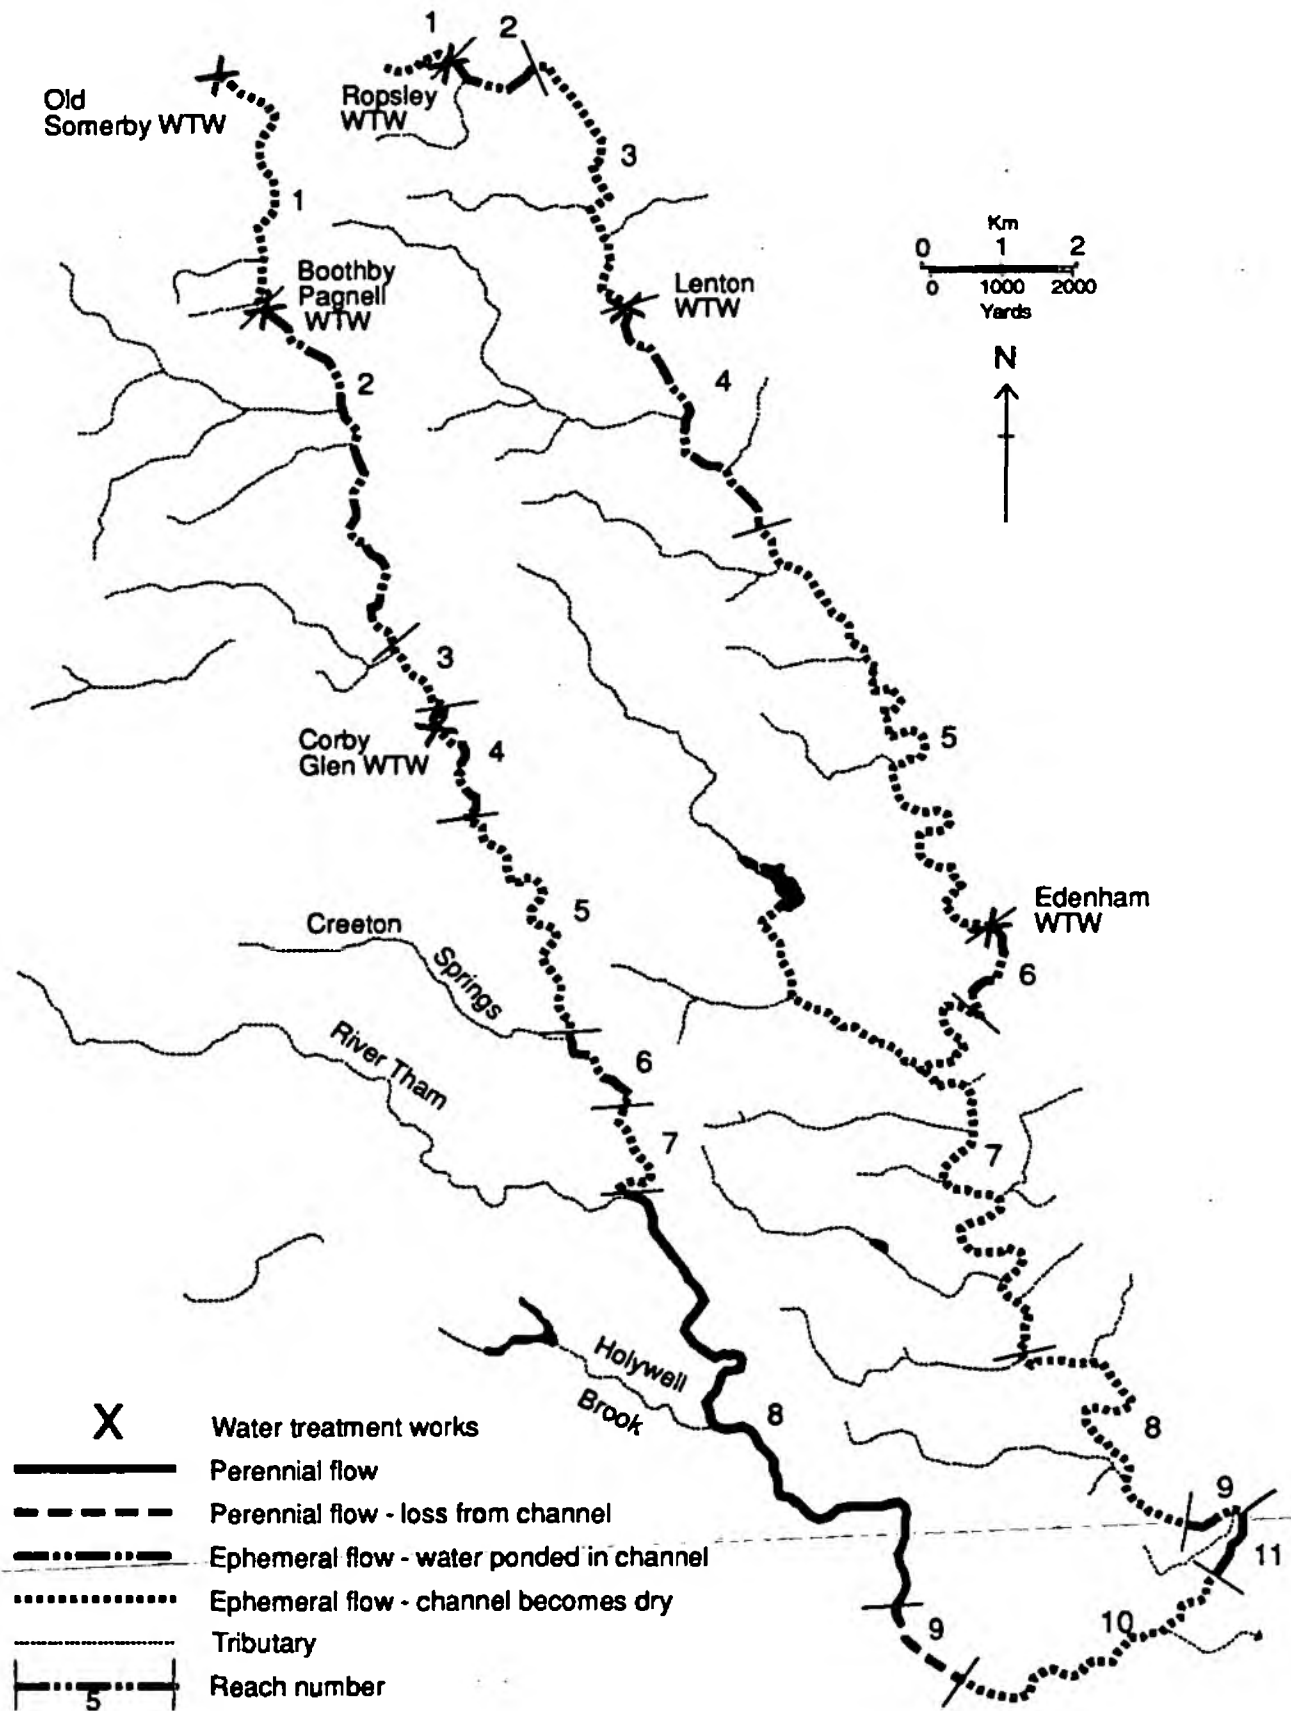 1
2
Old
Somerby WTW
Ropsley
WTW
3
1
Km
0 1 2
0 1000 2000
Yards
Boothby
Pagnell
WTW
Lenton
WTW
N
2
4
3
Corby
Glen WTW
4
5
5
Creeton
Springs
Edenham
WTW
6
River Tham
6
7
7
Holywell
Brook
8
8
9
11
9
10
X Water treatment works
Perennial flow
Perennial flow - loss from channel
Ephemeral flow - water ponded in channel
Ephemeral flow - channel becomes dry
Tributary
5 Reach number